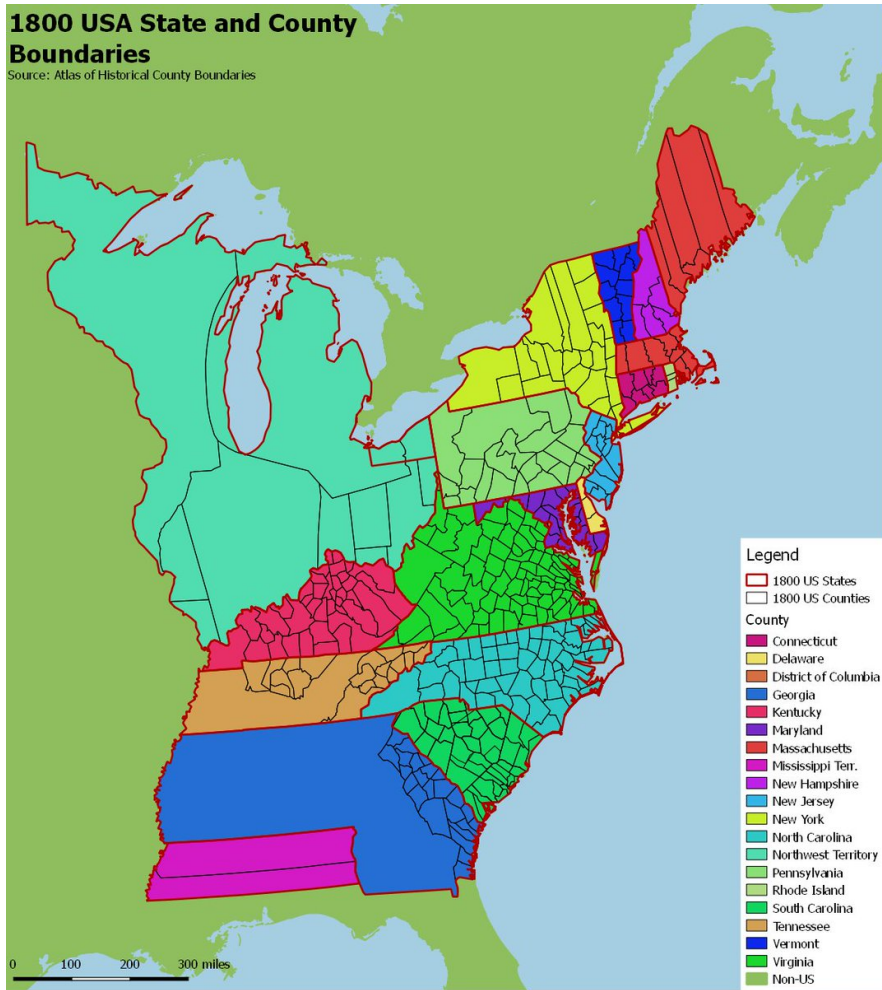 1800 USA State and County
Boundaries
Source: Atlas of Historical County Boundaries
Legend
1800 US States
1800 US Counties
County
Connecticut
Delaware
District of Columbia
Georgia
Kentucky
Maryland
Massachusetts
Mississippi Terr.
New Hampshire
New Jersey
New York
North Carolina
Northwest Territory
Pennsylvania
Rhode Island
South Carolina
Tennessee
Vermont
Virginia
Non-US
0 100 200 300 miles